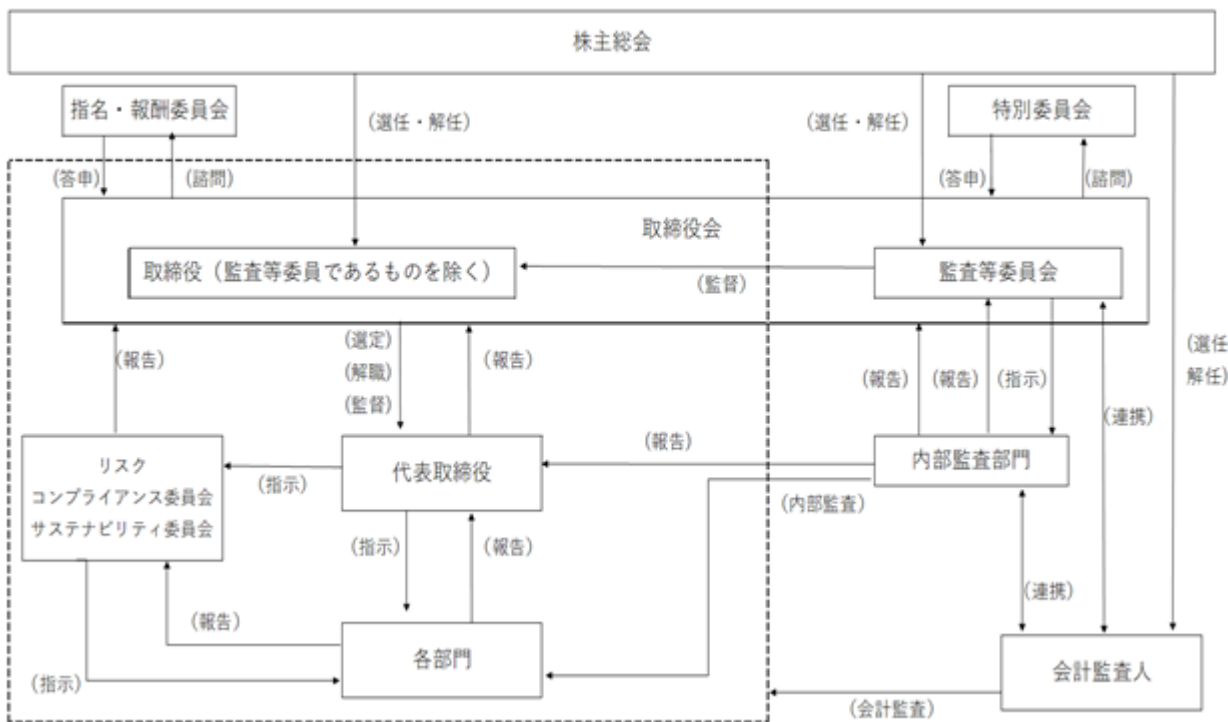 株主総会
指名・報酬委員会
(選任・解任)
(選任・解任)
特別委員会
(答申)
(諮問)
(答申)
(諮問)
取締役会
取締役（監査等委員であるものを除く）
監査等委員会
(監督)
(報告)
(選定)
(解職)
(監督)
(報告)
(報告)
(報告)
(指示)
(選任
解任)
(連携)
リスク
コンプライアンス委員会
サステナビリティ委員会
(指示)
代表取締役
(報告)
内部監査部門
(内部監査)
(指示)
(報告)
(連携)
(報告)
各部門
(指示)
会計監査人
(会計監査)